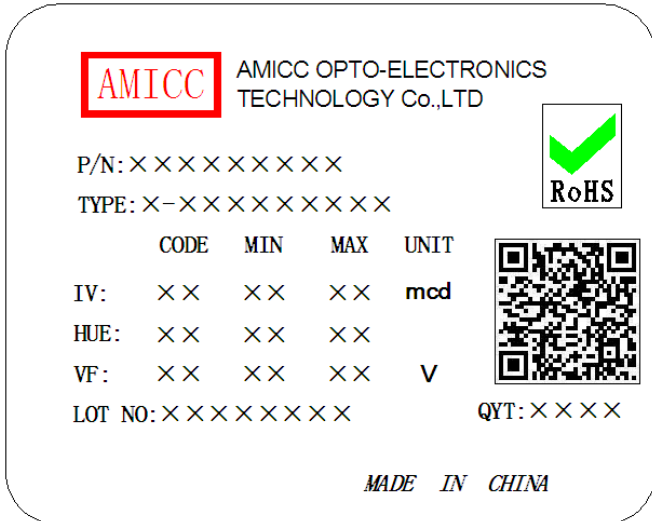 AMICC
AMICC OPTO-ELECTRONICS
TECHNOLOGY Co.,LTD
RoHS
P/N:×××××××××
TYPE:×-×××××××××
CODE MIN MAX UNIT
IV: ×× ×× ×× mcd
HUE: ×× ×× ××
VF: ×× ×× ×× V
LOT NO:××××××××
QYT:××××
MADE IN CHINA